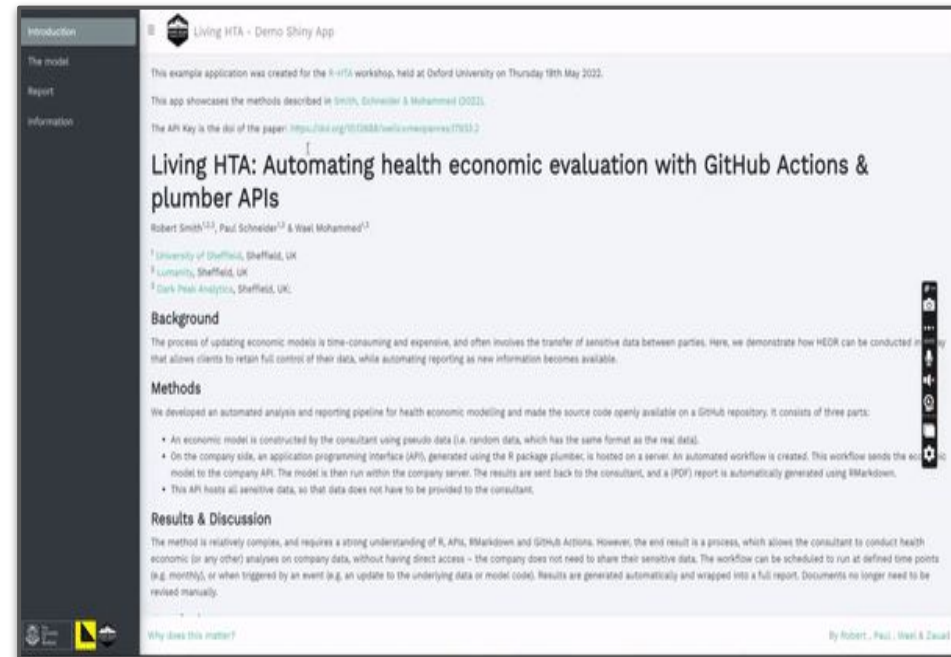 Introduction
The model
Report
Information
Living HTA - Demo Shiny App
This example application was created for the R-HTA workshop, held at Oxford University on Thursday 19th May 2022.
This app showcases the methods described in Smith, Schneider & Mohammed (2022).
The API Key is the doi of the paper:
Living HTA: Automating health economic evaluation with GitHub Actions &
plumber APIs
Robert Smith1,2,3, Paul Schneider1,3 & Wael Mohammed1,3
1 University of Sheffield, Sheffield, UK
2 Lumanity, Sheffield, UK
3 Dark Peak Analytics, Sheffield, UK;
Background
The process of updating economic models is time-consuming and expensive, and often involves the transfer of sensitive data between parties. Here, we demonstrate how HEOR can be conducted in
that allows clients to retain full control of their data, while automating reporting as new information becomes available.
Methods
We developed an automated analysis and reporting pipeline for health economic modelling and made the source code openly available on a GitHub repository. It consists of three parts:
• An economic model is constructed by the consultant using pseudo data (i.e. random data, which has the same format as the real data).
• On the company side, an application programming interface (API), generated using the R package plumber, is hosted on a server. An automated workflow is created. This workflow sends the
model to the company API. The model is then run within the company server. The results are sent back to the consultant, and a (PDF) report is automatically generated using RMarkdown.
• This API hosts all sensitive data, so that data does not have to be provided to the consultant.
Results & Discussion
The method is relatively complex, and requires a strong understanding of R, APIs, RMarkdown and GitHub Actions. However, the end result is a process, which allows the consultant to conduct health
economic (or any other) analyses on company data, without having direct access – the company does not need to share their sensitive data. The workflow can be scheduled to run at defined time points
(e.g. monthly), or when triggered by an event (e.g. an update to the underlying data or model code). Results are generated automatically and wrapped into a full report. Documents no longer need to be
revised manually.
Why does this matter?
By Robert , Paul , Wael &